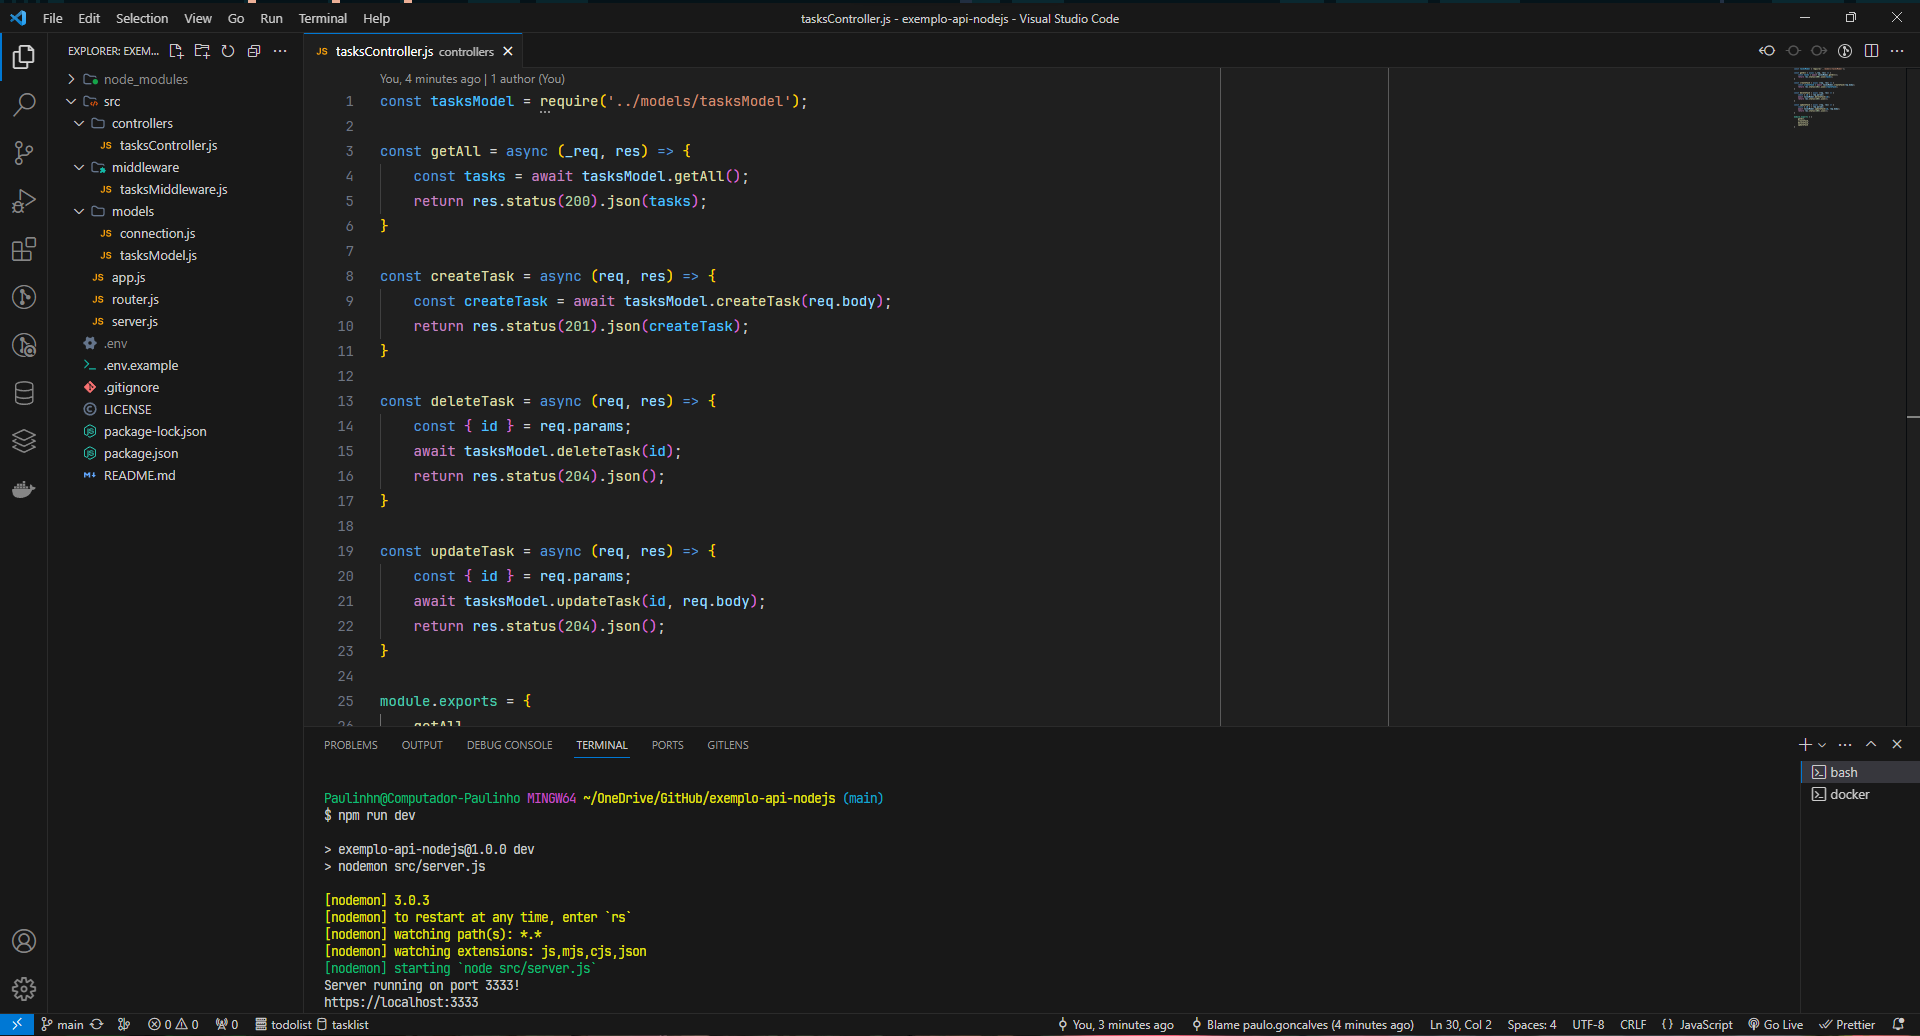 File Edit Selection View Go Run Terminal Help
tasksController.js - exemplo-api-nodejs - Visual Studio Code
EXPLORER: EXEM...
node_modules
src
controllers
JS tasksController.js
middleware
JS tasksMiddleware.js
models
JS connection.js
JS tasksModel.js
JS app.js
JS router.js
JS server.js
.env
.env.example
.gitignore
LICENSE
package-lock.json
package.json
README.md
JS tasksController.js controllers
You, 4 minutes ago | 1 author (You)
1 const tasksModel = require('../models/tasksModel');
2
3 const getAll = async (_req, res) => {
4 const tasks = await tasksModel.getAll();
5 return res.status(200).json(tasks);
6 }
7
8 const createTask = async (req, res) => {
9 const createTask = await tasksModel.createTask(req.body);
10 return res.status(201).json(createTask);
11 }
12
13 const deleteTask = async (req, res) => {
14 const { id } = req.params;
15 await tasksModel.deleteTask(id);
16 return res.status(204).json();
17 }
18
19 const updateTask = async (req, res) => {
20 const { id } = req.params;
21 await tasksModel.updateTask(id, req.body);
22 return res.status(204).json();
23 }
24
25 module.exports = {
26 getAll
PROBLEMS OUTPUT DEBUG CONSOLE TERMINAL PORTS GITLENS
bash
docker
Paulinhn@Computador-Paulinho MINGW64 ~/OneDrive/GitHub/exemplo-api-nodejs (main)
$ npm run dev
> exemplo-api-nodejs@1.0.0 dev
> nodemon src/server.js
[nodemon] 3.0.3
[nodemon] to restart at any time, enter `rs`
[nodemon] watching path(s): *.*
[nodemon] watching extensions: js,mjs,cjs,json
[nodemon] starting `node src/server.js`
Server running on port 3333!
https://localhost:3333
main 0 0 0 todolist tasklist You, 3 minutes ago Blame paulo.goncalves (4 minutes ago) Ln 30, Col 2 Spaces: 4 UTF-8 CRLF {} JavaScript Go Live Prettier